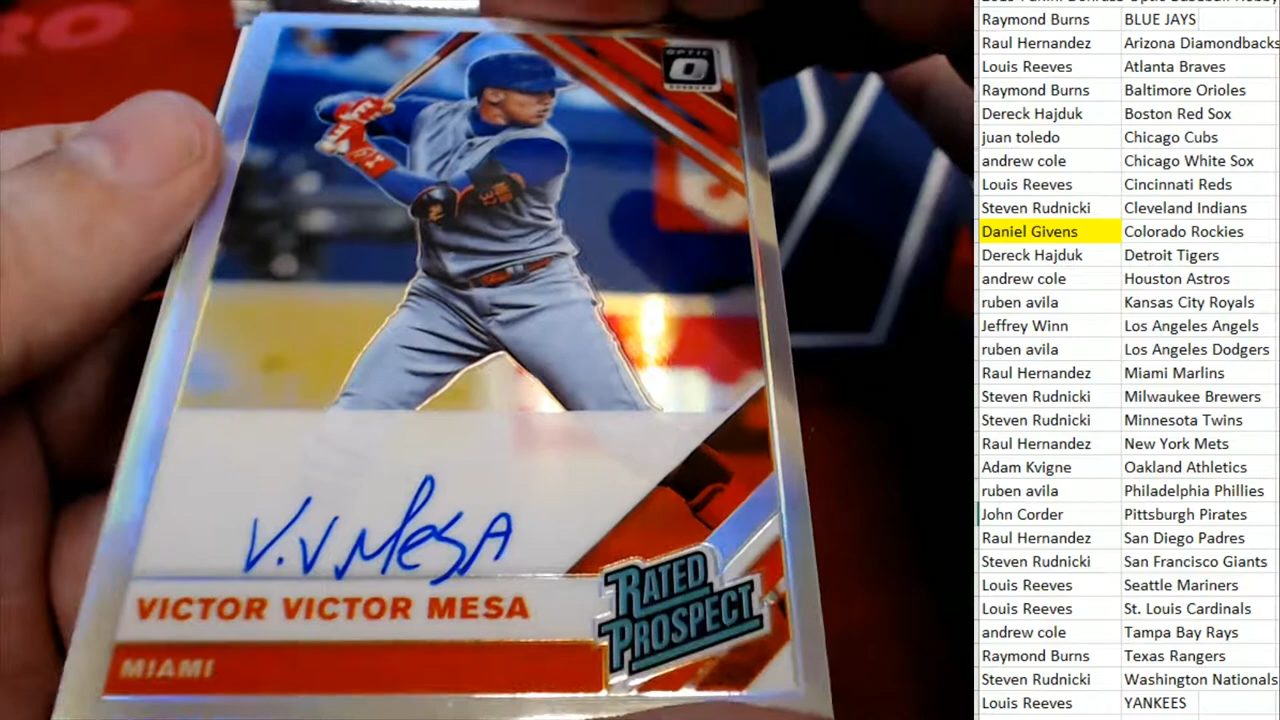 RO
OPTIC
V.V MesA
VICTOR VICTOR MESA
RATED
PROSPECT
MIAMI
Raymond Burns BLUE JAYS
Raul Hernandez Arizona Diamondbacks
Louis Reeves Atlanta Braves
Raymond Burns Baltimore Orioles
Dereck Hajduk Boston Red Sox
juan toledo Chicago Cubs
andrew cole Chicago White Sox
Louis Reeves Cincinnati Reds
Steven Rudnicki Cleveland Indians
Daniel Givens Colorado Rockies
Dereck Hajduk Detroit Tigers
andrew cole Houston Astros
ruben avila Kansas City Royals
Jeffrey Winn Los Angeles Angels
ruben avila Los Angeles Dodgers
Raul Hernandez Miami Marlins
Steven Rudnicki Milwaukee Brewers
Steven Rudnicki Minnesota Twins
Raul Hernandez New York Mets
Adam Kvigne Oakland Athletics
ruben avila Philadelphia Phillies
John Corder Pittsburgh Pirates
Raul Hernandez San Diego Padres
Steven Rudnicki San Francisco Giants
Louis Reeves Seattle Mariners
Louis Reeves St. Louis Cardinals
andrew cole Tampa Bay Rays
Raymond Burns Texas Rangers
Steven Rudnicki Washington Nationals
Louis Reeves YANKEES